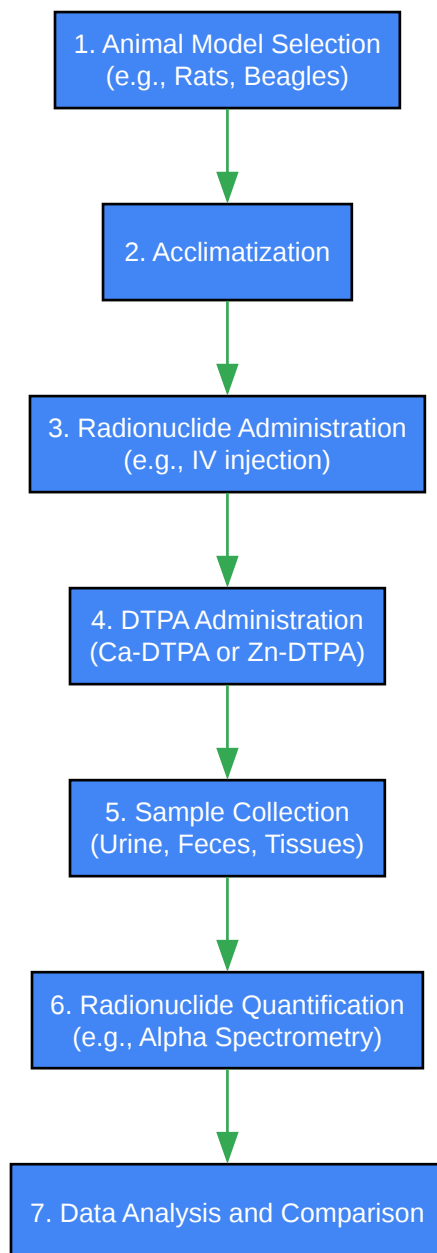 1. Animal Model Selection
(e.g., Rats, Beagles)
2. Acclimatization
3. Radionuclide Administration
(e.g., IV injection)
4. DTPA Administration
(Ca-DTPA or Zn-DTPA)
5. Sample Collection
(Urine, Feces, Tissues)
6. Radionuclide Quantification
(e.g., Alpha Spectrometry)
7. Data Analysis and Comparison